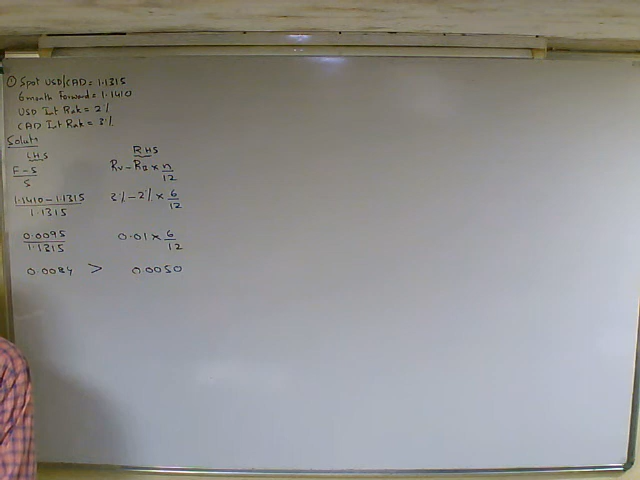 ① Spot USD/CAD = 1.1315
6 month Forward = 1.1410
USD Int Rate = 2%
CAD Int Rate = 3%
Solut:
LHS RHS
F-S/S Rv-RB × n/12
1.1410-1.1315/1.1315 3%-2% × 6/12
0.0095/1.1315 0.01 × 6/12
0.0084 > 0.0050